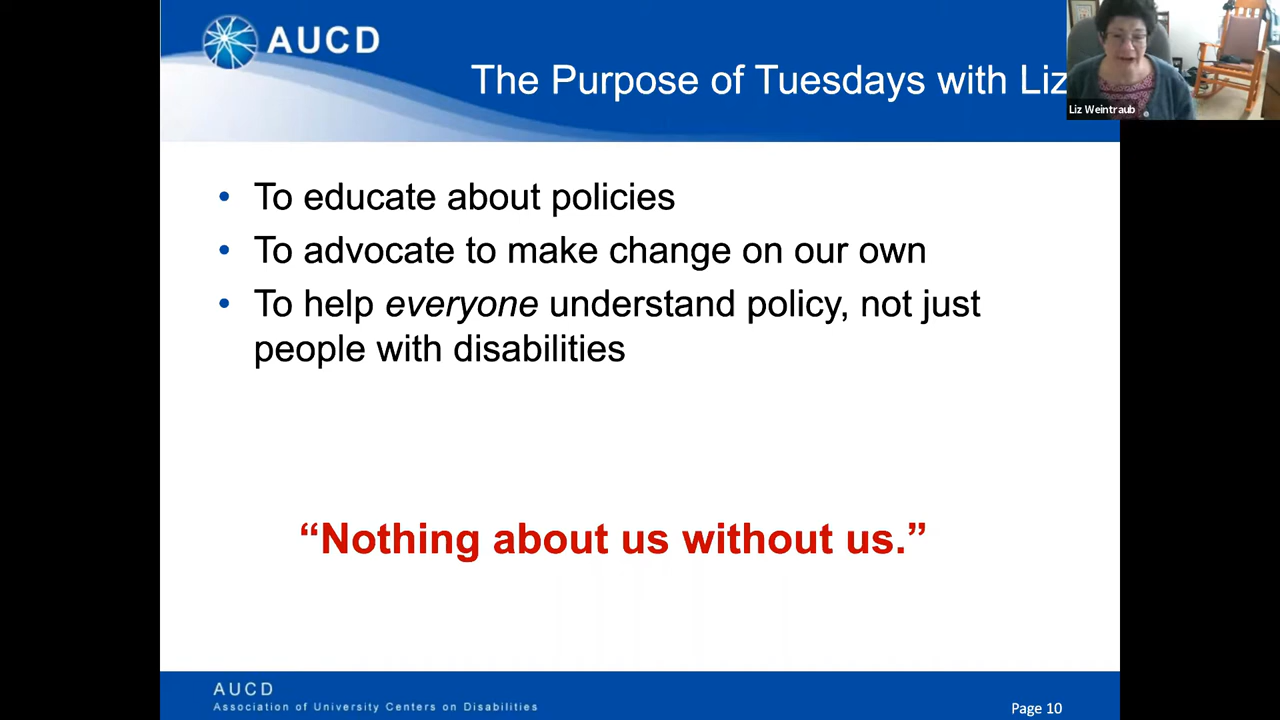 AUCD
The Purpose of Tuesdays with Liz
Liz Weintraub
• To educate about policies
• To advocate to make change on our own
• To help everyone understand policy, not just
people with disabilities
“Nothing about us without us.”
AUCD
Association of University Centers on Disabilities
Page 10